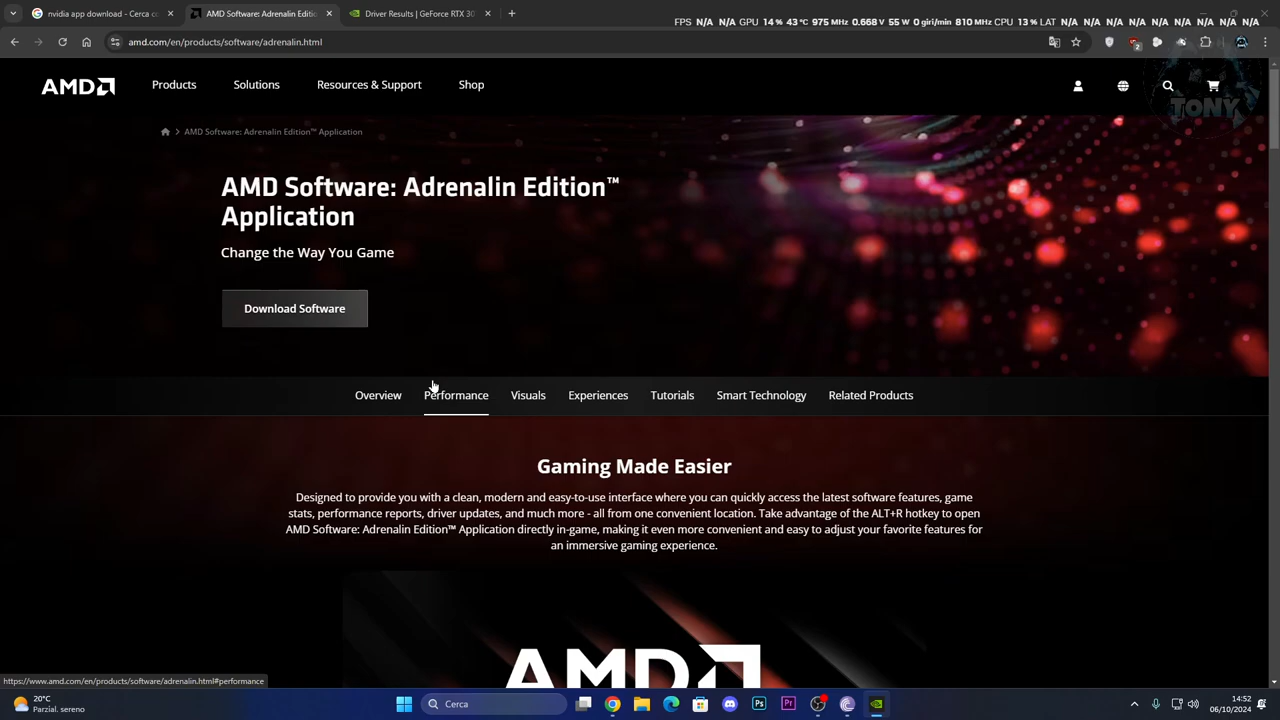 nvidia app download - Cerca co
AMD Software: Adrenalin Editio
Driver Results | GeForce RTX 30
FPS N/A N/A GPU 14 % 43 °C 975 MHz 0.668 V 55 W 0 giri/min 810 MHz CPU 13 % LAT N/A N/A N/A N/A N/A N/A N/A N/A
amd.com/en/products/software/adrenalin.html
2
AMD
Products
Solutions
Resources & Support
Shop
TONY
AMD Software: Adrenalin Edition™ Application
AMD Software: Adrenalin Edition™
Application
Change the Way You Game
Download Software
Overview
Performance
Visuals
Experiences
Tutorials
Smart Technology
Related Products
Gaming Made Easier
Designed to provide you with a clean, modern and easy-to-use interface where you can quickly access the latest software features, game
stats, performance reports, driver updates, and much more - all from one convenient location. Take advantage of the ALT+R hotkey to open
AMD Software: Adrenalin Edition™ Application directly in-game, making it even more convenient and easy to adjust your favorite features for
an immersive gaming experience.
AMD
https://www.amd.com/en/products/software/adrenalin.html#performance
20°C
Parzial. sereno
Cerca
Ps
Pr
14:52
06/10/2024